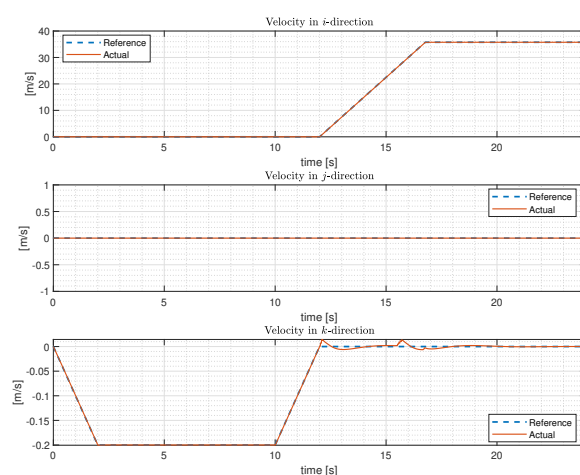 Velocity in i-direction
40
30
20
10
0
[m/s]
Reference
Actual
0 5 10 15 20
time [s]
Velocity in j-direction
1
0.5
0
-0.5
-1
[m/s]
Reference
Actual
0 5 10 15 20
time [s]
Velocity in k-direction
0
-0.05
-0.1
-0.15
-0.2
[m/s]
Reference
Actual
0 5 10 15 20
time [s]